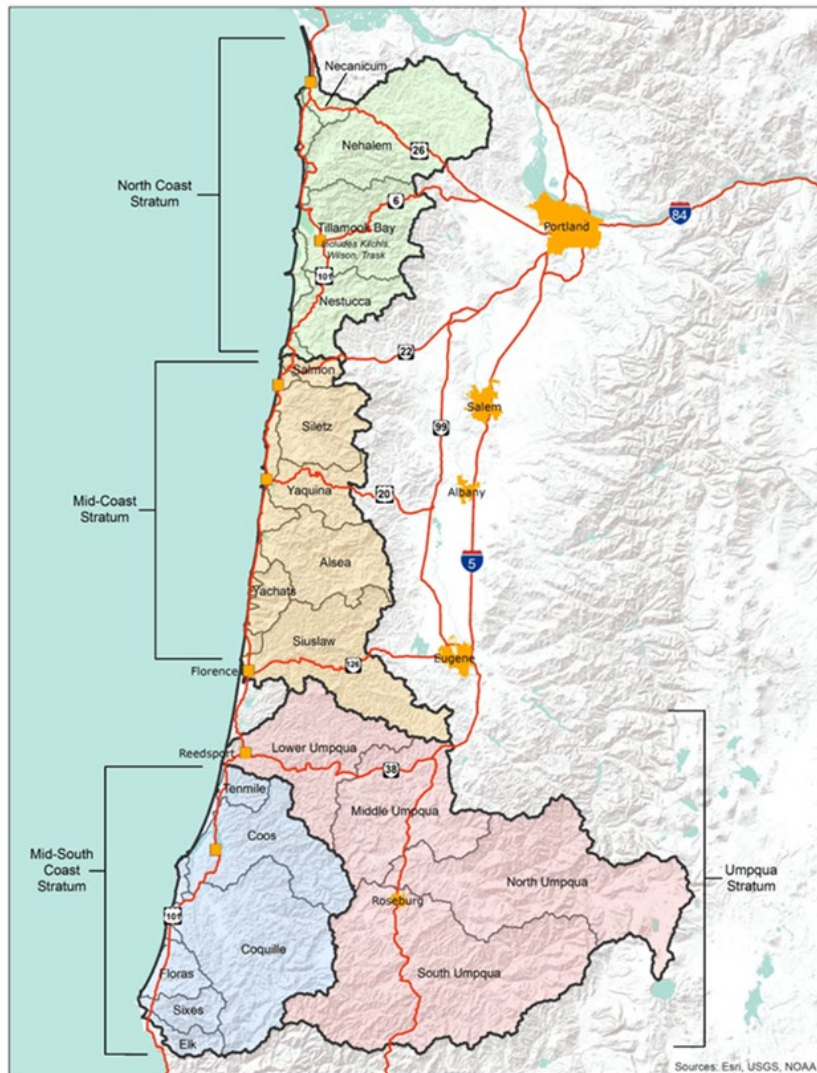 Necanicum
Nehalem
26
North Coast
Stratum
6
Tillamook Bay
Includes Kilchis,
Wilson, Trask
Portland
84
101
Nestucca
22
Salmon
Salem
Siletz
99
Mid-Coast
Stratum
Yaquina
20
Albany
Alsea
5
Yachats
Siuslaw
126
Eugene
Florence
Lower Umpqua
Reedsport
38
Tenmile
Middle Umpqua
Coos
Mid-South
Coast
Stratum
North Umpqua
Umpqua
Stratum
Roseburg
101
Coquille
Floras
South Umpqua
Sixes
Elk
Sources: Esri, USGS, NOAA